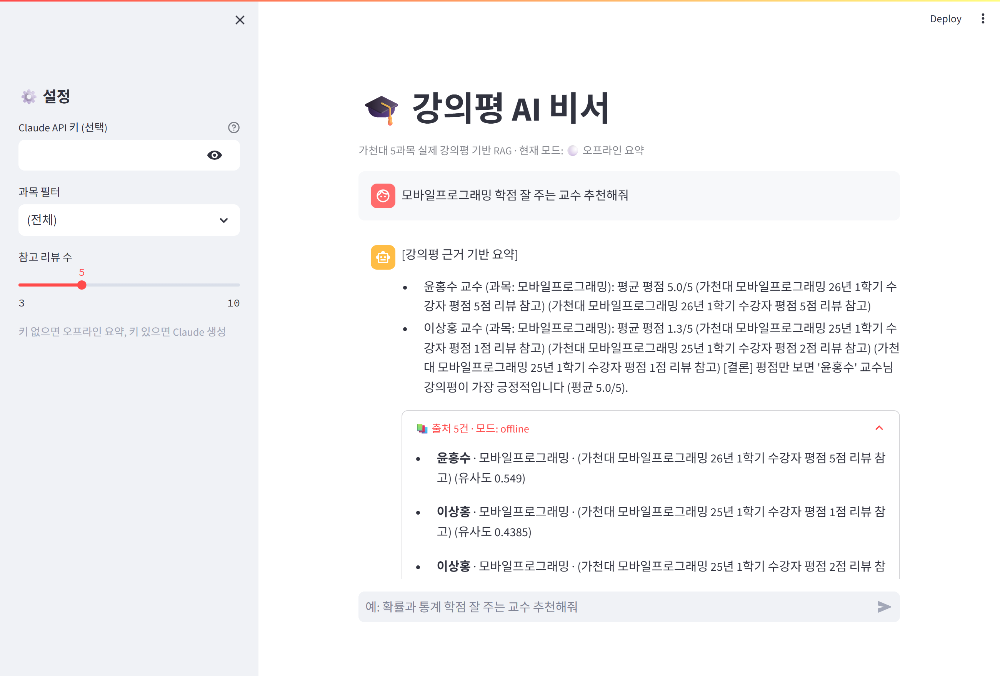 Deploy
설정
Claude API 키 (선택)
과목 필터
(전체)
참고 리뷰 수
5
3
10
키 없으면 오프라인 요약, 키 있으면 Claude 생성
강의평 AI 비서
가천대 5과목 실제 강의평 기반 RAG · 현재 모드: 오프라인 요약
모바일프로그래밍 학점 잘 주는 교수 추천해줘
[강의평 근거 기반 요약]
• 윤홍수 교수 (과목: 모바일프로그래밍): 평균 평점 5.0/5 (가천대 모바일프로그래밍 26년 1학기 수
강자 평점 5점 리뷰 참고) (가천대 모바일프로그래밍 26년 1학기 수강자 평점 5점 리뷰 참고)
• 이상홍 교수 (과목: 모바일프로그래밍): 평균 평점 1.3/5 (가천대 모바일프로그래밍 25년 1학기 수
강자 평점 1점 리뷰 참고) (가천대 모바일프로그래밍 25년 1학기 수강자 평점 2점 리뷰 참고) (가천
대 모바일프로그래밍 25년 1학기 수강자 평점 1점 리뷰 참고) [결론] 평점만 보면 '윤홍수' 교수님
강의평이 가장 긍정적입니다 (평균 5.0/5).
출처 5건 · 모드: offline
• 윤홍수 · 모바일프로그래밍 · (가천대 모바일프로그래밍 26년 1학기 수강자 평점 5점 리뷰 참
고) (유사도 0.549)
• 이상홍 · 모바일프로그래밍 · (가천대 모바일프로그래밍 25년 1학기 수강자 평점 1점 리뷰 참
고) (유사도 0.4385)
• 이상홍 · 모바일프로그래밍 · (가천대 모바일프로그래밍 25년 1학기 수강자 평점 2점 리뷰 참
예: 확률과 통계 학점 잘 주는 교수 추천해줘